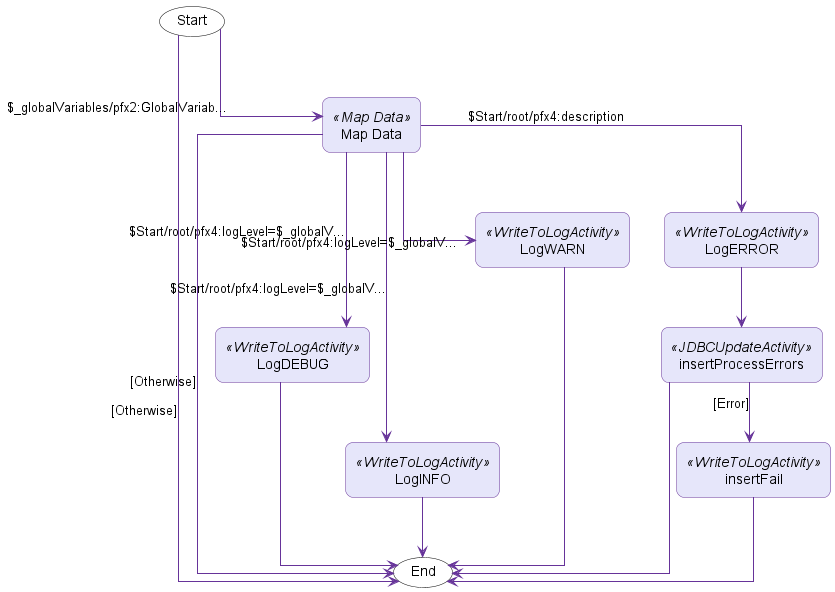 Start
$_globalVariables/pfx2:GlobalVariab...
«Map Data»
Map Data
$Start/root/pfx4:description
$Start/root/pfx4:logLevel=$_globalV...
$Start/root/pfx4:logLevel=$_globalV...
«WriteToLogActivity»
LogWARN
«WriteToLogActivity»
LogERROR
$Start/root/pfx4:logLevel=$_globalV...
«WriteToLogActivity»
LogDEBUG
«JDBCUpdateActivity»
insertProcessErrors
[Otherwise]
[Otherwise]
[Error]
«WriteToLogActivity»
LogINFO
«WriteToLogActivity»
insertFail
End